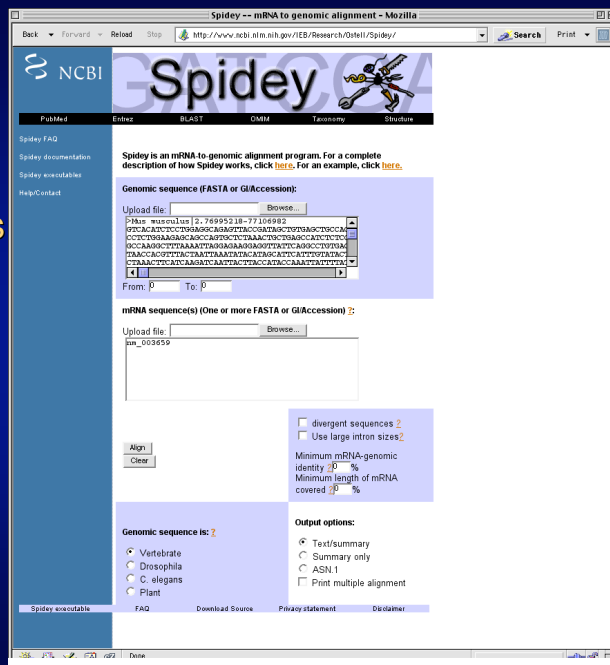 Spidey -- mRNA to genomic alignment - Mozilla
Back Forward Reload Stop http://www.ncbi.nlm.nih.gov/IEB/Research/Ostell/Spidey/ Search Print
NCBI
GATCCGA
Spidey
PubMed Entrez BLAST OMIM Taxonomy Structure
Spidey FAQ
Spidey documentation
Spidey executables
Help/Contact
Spidey is an mRNA-to-genomic alignment program. For a complete
description of how Spidey works, click here. For an example, click here.
Genomic sequence (FASTA or GI/Accession):
Upload file: Browse...
>Mus musculus|2.76995218-77106982
GTCACATCTCCTGGAGGCAGAGTTACCGATAGCTGTGAGCTGCCAC
CCTCTGGAAGAGCAGCCAGTGCTCTAAACTGCTGAGCCATCTCTCC
GCCAAGGCTTTAAAATTAGGAGAAGGAGGTTATTCAGGCCTGTGAG
TAACCACGTTTACTAATTAAATATACATAGCATTCATTTGTATACT
CTAAACTTCATCAAGATCAATTACTTACCATACCAAATTATTTTAT
From: 0 To: 0
mRNA sequence(s) (One or more FASTA or GI/Accession) ?:
Upload file: Browse...
nm_003659
divergent sequences ?
Use large intron sizes?
Align
Clear
Minimum mRNA-genomic
identity ? 0 %
Minimum length of mRNA
covered ? 0 %
Genomic sequence is: ?
Vertebrate
Drosophila
C. elegans
Plant
Output options:
Text/summary
Summary only
ASN.1
Print multiple alignment
Spidey executable FAQ Download Source Privacy statement Disclaimer
Done